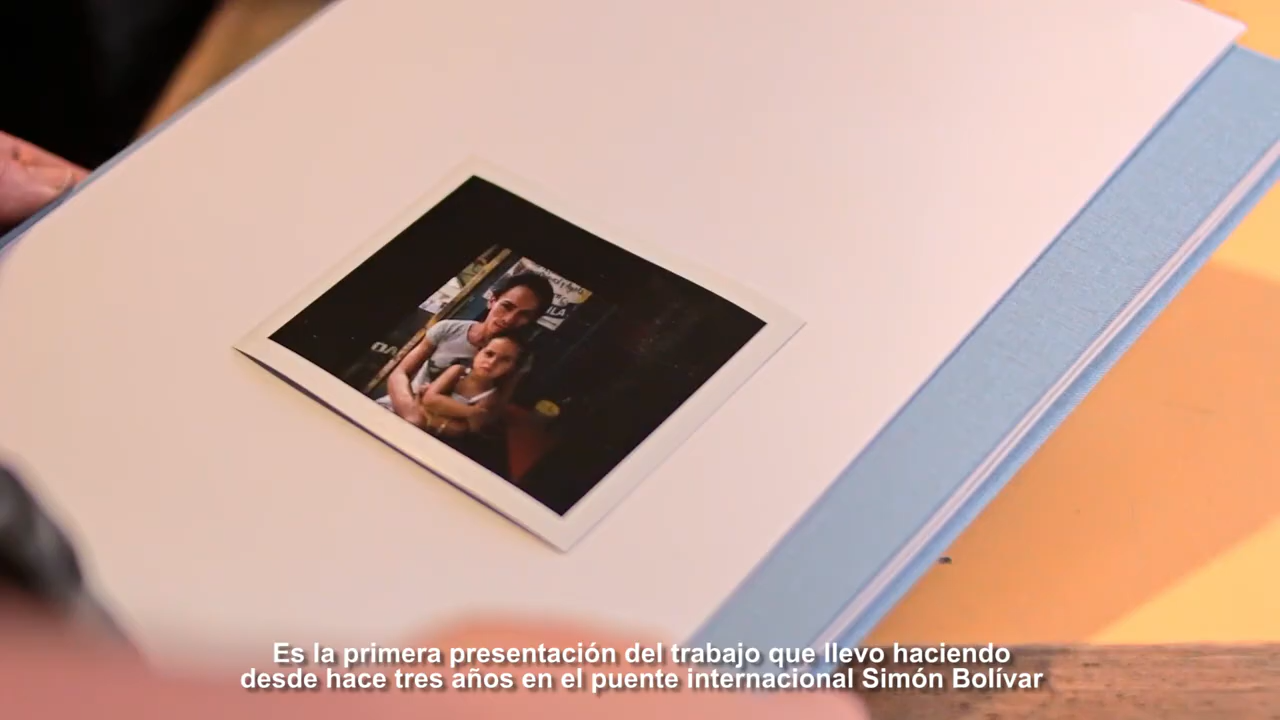 Es la primera presentación del trabajo que llevo haciendo
desde hace tres años en el puente internacional Simón Bolívar